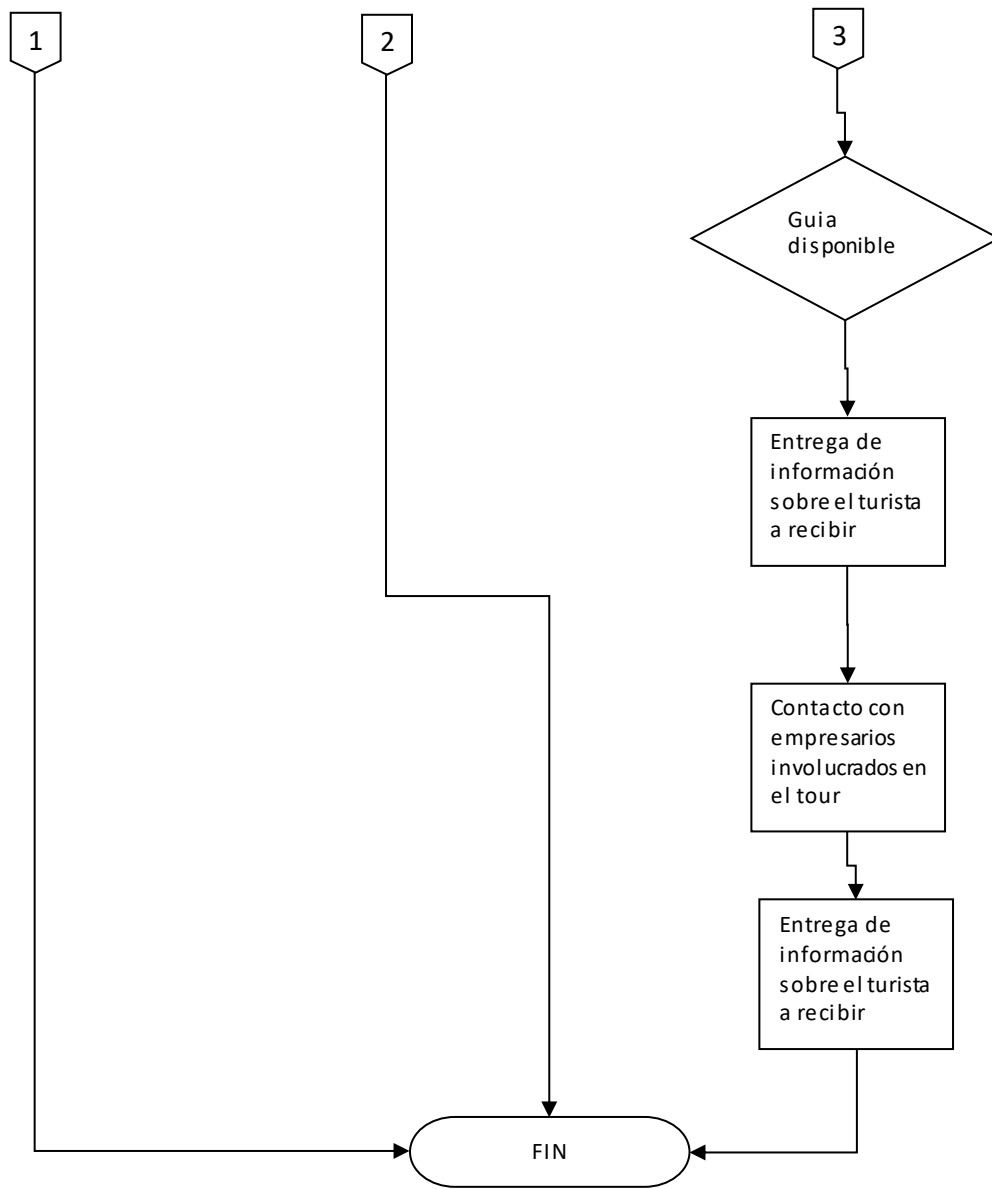 1
2
3
Guia
disponible
Entrega de
información
sobre el turista
a recibir
Contacto con
empresarios
involucrados en
el tour
Entrega de
información
sobre el turista
a recibir
FIN